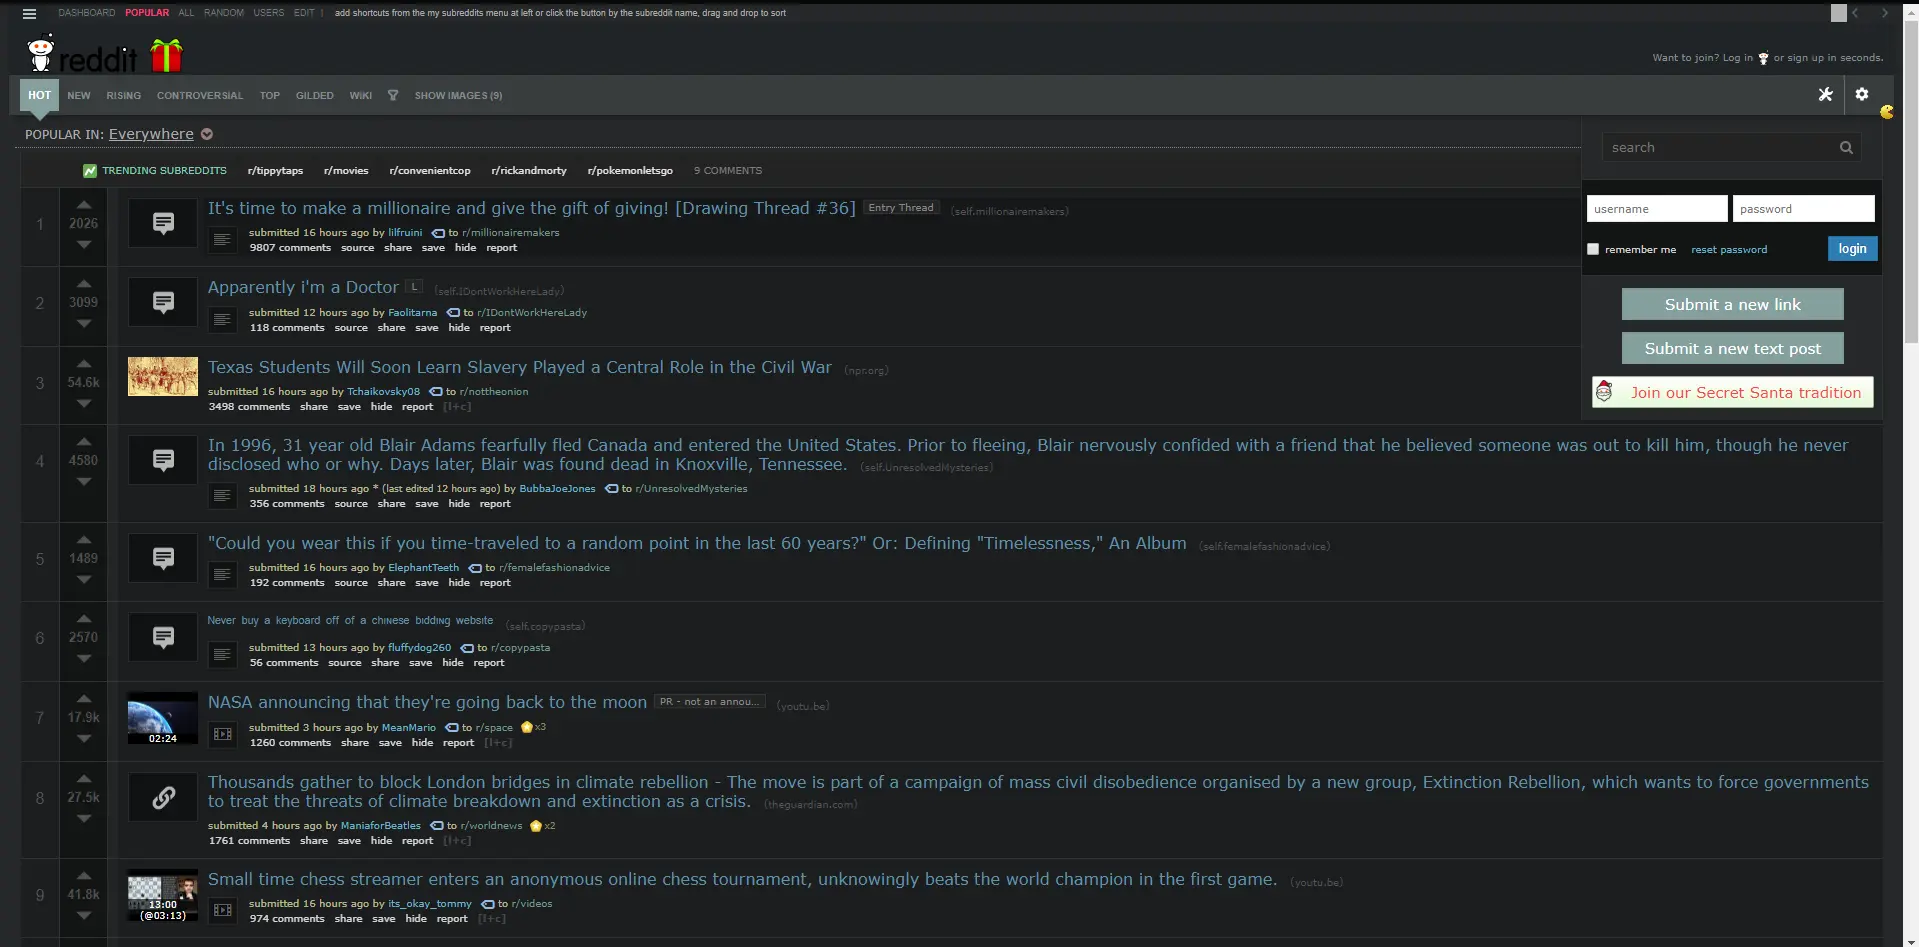 DASHBOARD POPULAR ALL RANDOM USERS EDIT | add shortcuts from the my subreddits menu at left or click the button by the subreddit name, drag and drop to sort
reddit
Want to join? Log in or sign up in seconds.
HOT NEW RISING CONTROVERSIAL TOP GILDED WIKI SHOW IMAGES (9)
POPULAR IN: Everywhere
search
TRENDING SUBREDDITS r/tippytaps r/movies r/convenientcop r/rickandmorty r/pokemonletsgo 9 COMMENTS
username password
remember me reset password login
Submit a new link
Submit a new text post
Join our Secret Santa tradition
1 2026 It's time to make a millionaire and give the gift of giving! [Drawing Thread #36] Entry Thread (self.millionairemakers)
submitted 16 hours ago by lilfruini to r/millionairemakers
9807 comments source share save hide report
2 3099 Apparently i'm a Doctor L (self.IDontWorkHereLady)
submitted 12 hours ago by Faolitarna to r/IDontWorkHereLady
118 comments source share save hide report
3 54.6k Texas Students Will Soon Learn Slavery Played a Central Role in the Civil War (npr.org)
submitted 16 hours ago by Tchaikovsky08 to r/nottheonion
3498 comments share save hide report [l+c]
4 4580 In 1996, 31 year old Blair Adams fearfully fled Canada and entered the United States. Prior to fleeing, Blair nervously confided with a friend that he believed someone was out to kill him, though he never
disclosed who or why. Days later, Blair was found dead in Knoxville, Tennessee. (self.UnresolvedMysteries)
submitted 18 hours ago * (last edited 12 hours ago) by BubbaJoeJones to r/UnresolvedMysteries
356 comments source share save hide report
5 1489 "Could you wear this if you time-traveled to a random point in the last 60 years?" Or: Defining "Timelessness," An Album (self.femalefashionadvice)
submitted 16 hours ago by ElephantTeeth to r/femalefashionadvice
192 comments source share save hide report
6 2570 Never buy a keyboard off of a chιnese bιddιng websιte (self.copypasta)
submitted 13 hours ago by fluffydog260 to r/copypasta
56 comments source share save hide report
7 17.9k NASA announcing that they're going back to the moon PR - not an annou... (youtu.be)
02:24
submitted 3 hours ago by MeanMario to r/space x3
1260 comments share save hide report [l+c]
8 27.5k Thousands gather to block London bridges in climate rebellion - The move is part of a campaign of mass civil disobedience organised by a new group, Extinction Rebellion, which wants to force governments
to treat the threats of climate breakdown and extinction as a crisis. (theguardian.com)
submitted 4 hours ago by ManiaforBeatles to r/worldnews x2
1761 comments share save hide report [l+c]
9 41.8k Small time chess streamer enters an anonymous online chess tournament, unknowingly beats the world champion in the first game. (youtu.be)
13:00
(@03:13)
submitted 16 hours ago by its_okay_tommy to r/videos
974 comments share save hide report [l+c]